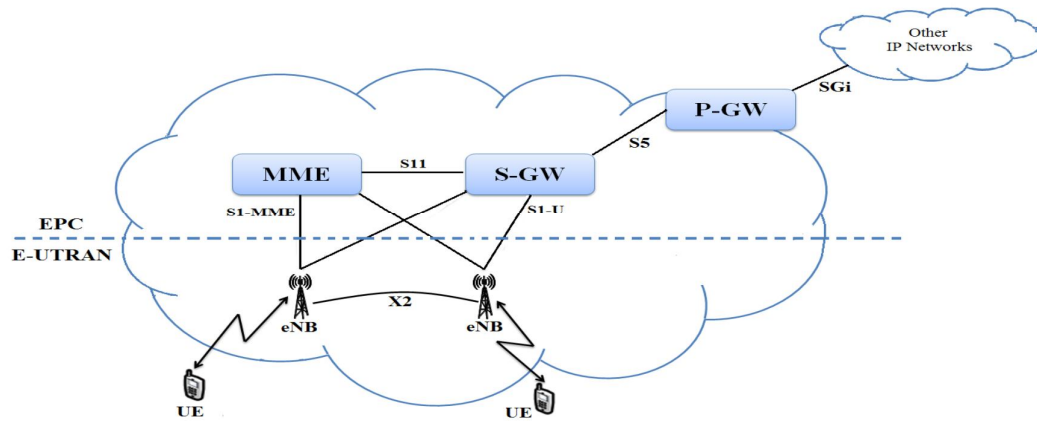 Other
IP Networks
SGi
P-GW
S5
MME
S11
S-GW
S1-MME
S1-U
EPC
E-UTRAN
X2
eNB
eNB
UE
UE